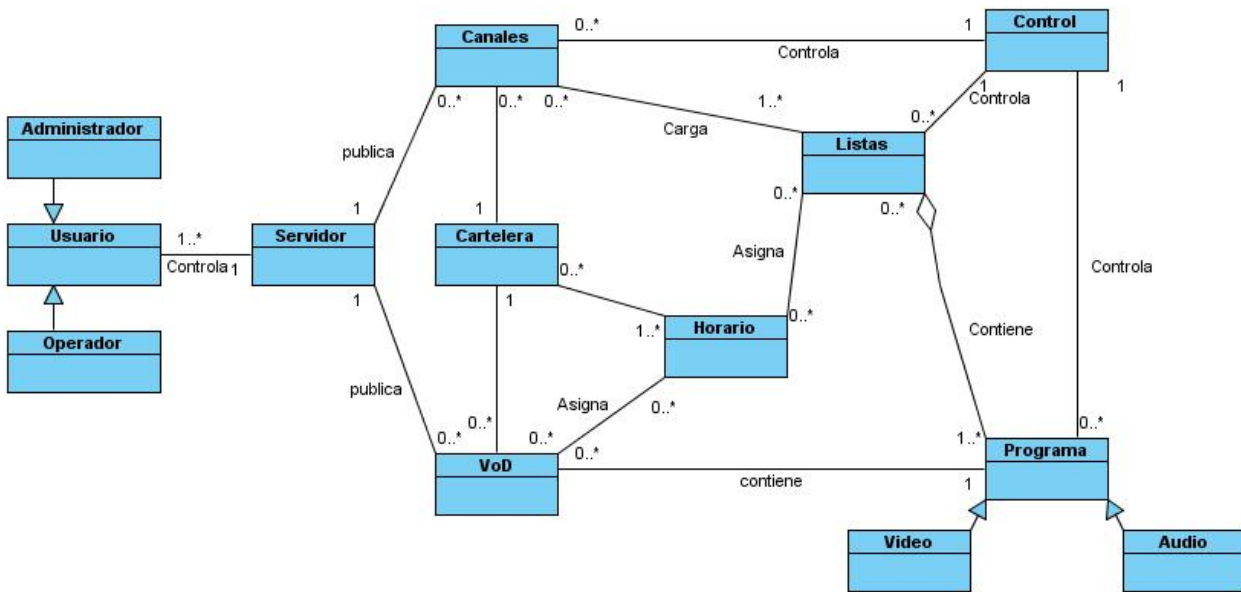 0..*
1
Canales
Control
Controla
0..*
0..*
0..*
1..*
1
Controla
1
0..*
Administrador
Carga
Listas
publica
0..*
0..*
1
1
Usuario
1..*
Servidor
Cartelera
Controla
1
0..*
Asigna
Controla
1
1
Operador
1..*
Horario
0..*
Contiene
publica
Asigna
0..*
0..*
0..*
0..*
0..*
1..*
0..*
VoD
Programa
contiene
1
Video
Audio